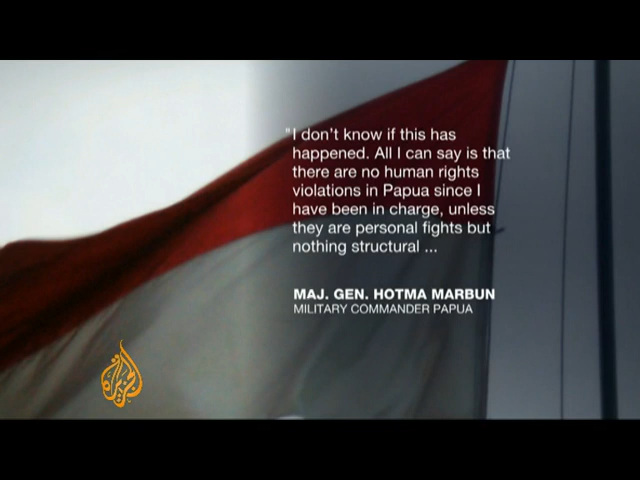 "I don't know if this has
happened. All I can say is that
there are no human rights
violations in Papua since I
have been in charge, unless
they are personal fights but
nothing structural ...
MAJ. GEN. HOTMA MARBUN
MILITARY COMMANDER PAPUA
الجزيرة